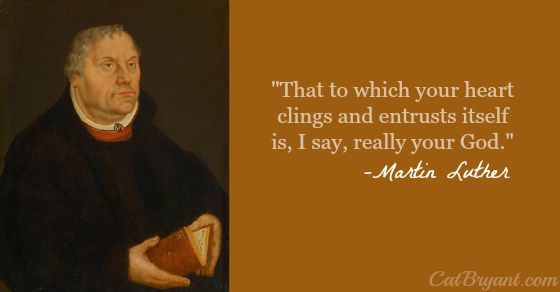 "That to which your heart
clings and entrusts itself
is, I say, really your God."
-Martin Luther
CatBryant.com